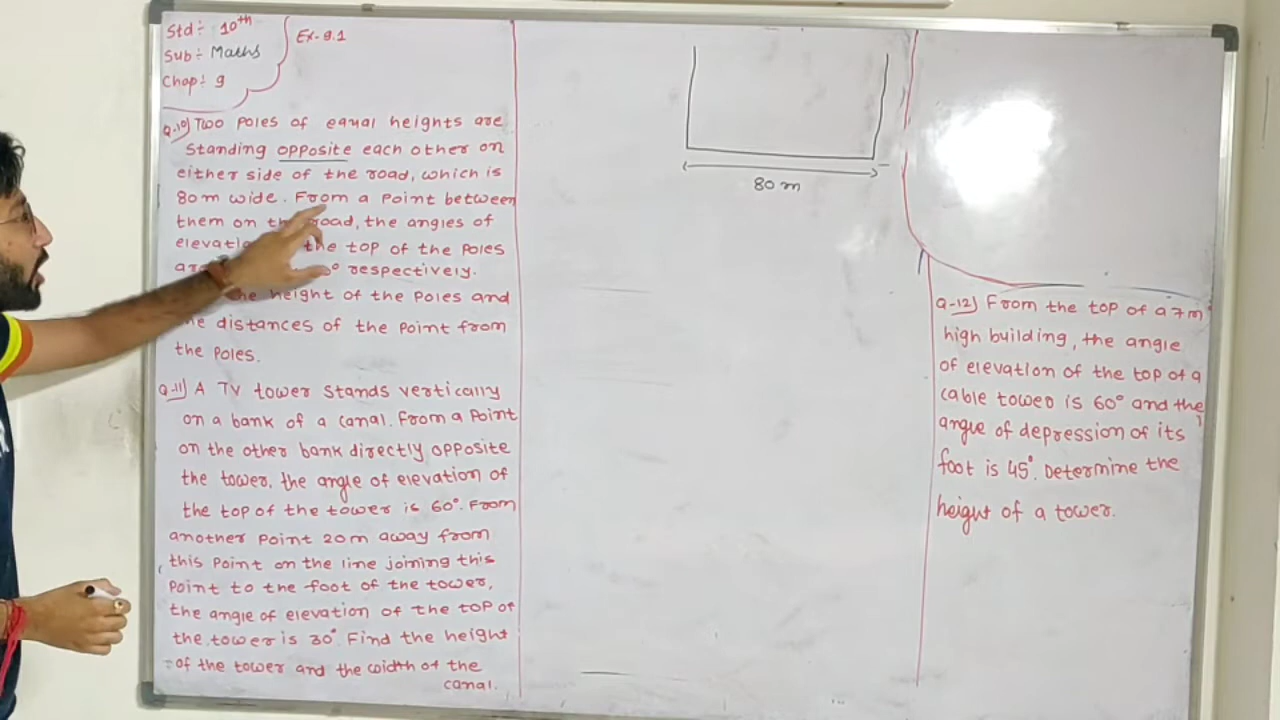 Std:- 10th
Sub:- Maths
Chap:- 9
Ex-9.1
Q.10) Two Poles of equal heights are
Standing opposite each other on
either side of the road, which is
80m wide. From a Point between
them on the road, the angles of
the top of the Poles
respectively.
height of the Poles and
distances of the Point from
the Poles.
Q.11) A TV tower stands vertically
on a bank of a canal. From a Point
on the other bank directly opposite
the tower, the angle of elevation of
the top of the tower is 60°. From
another Point 20m away from
this Point on the line joining this
Point to the foot of the tower,
the angle of elevation of the top of
the tower is 30°. Find the height
of the tower and the width of the
canal.
80 m
Q-12) From the top of a 7m
high building, the angle
of elevation of the top of a
cable tower is 60° and the
angle of depression of its
foot is 45°. Determine the
height of a tower.